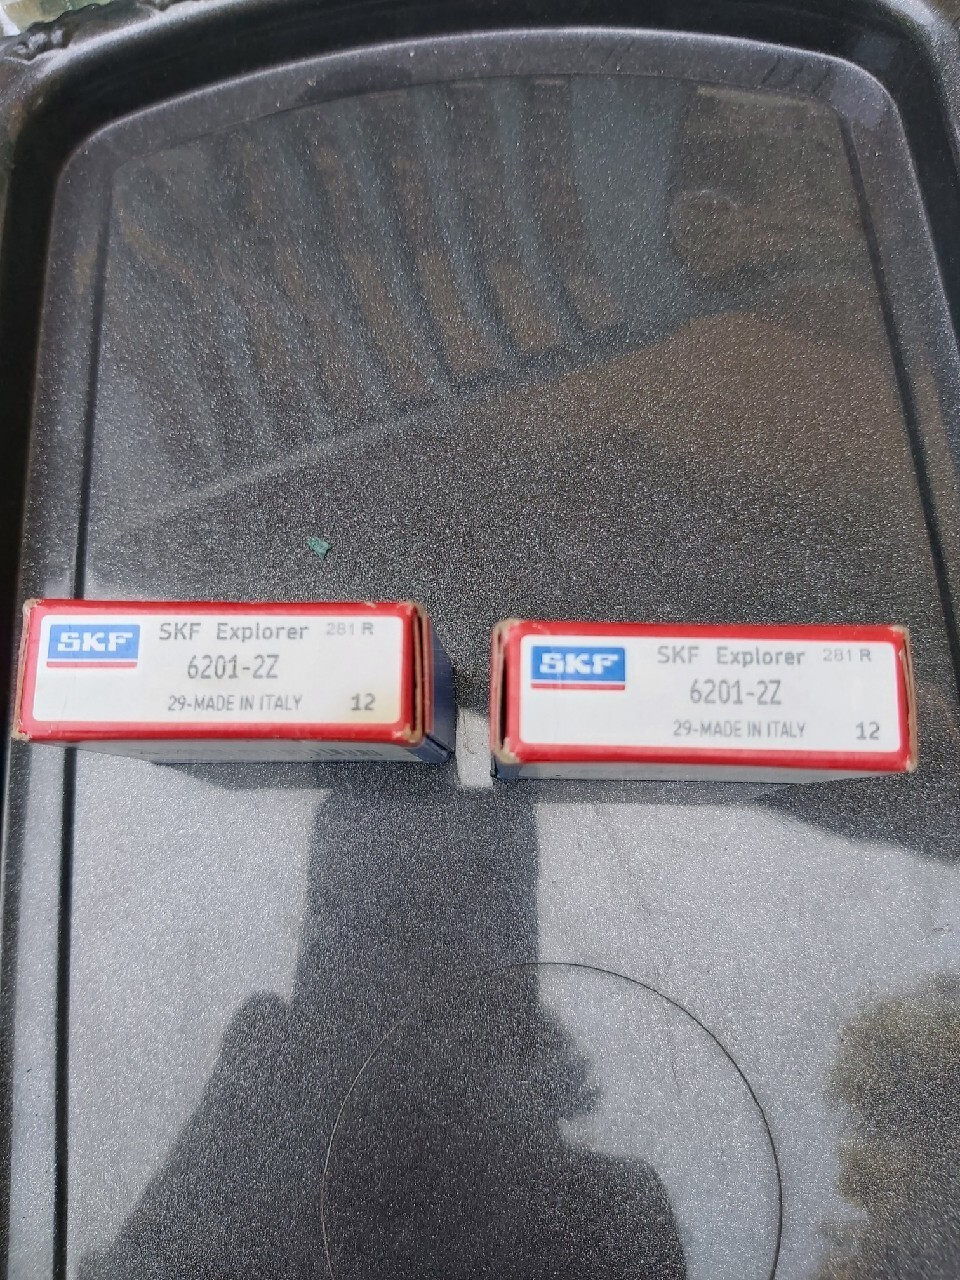 SKF
SKF Explorer 281 R
6201-2Z
29-MADE IN ITALY 12
SKF
SKF Explorer 281 R
6201-2Z
29-MADE IN ITALY 12